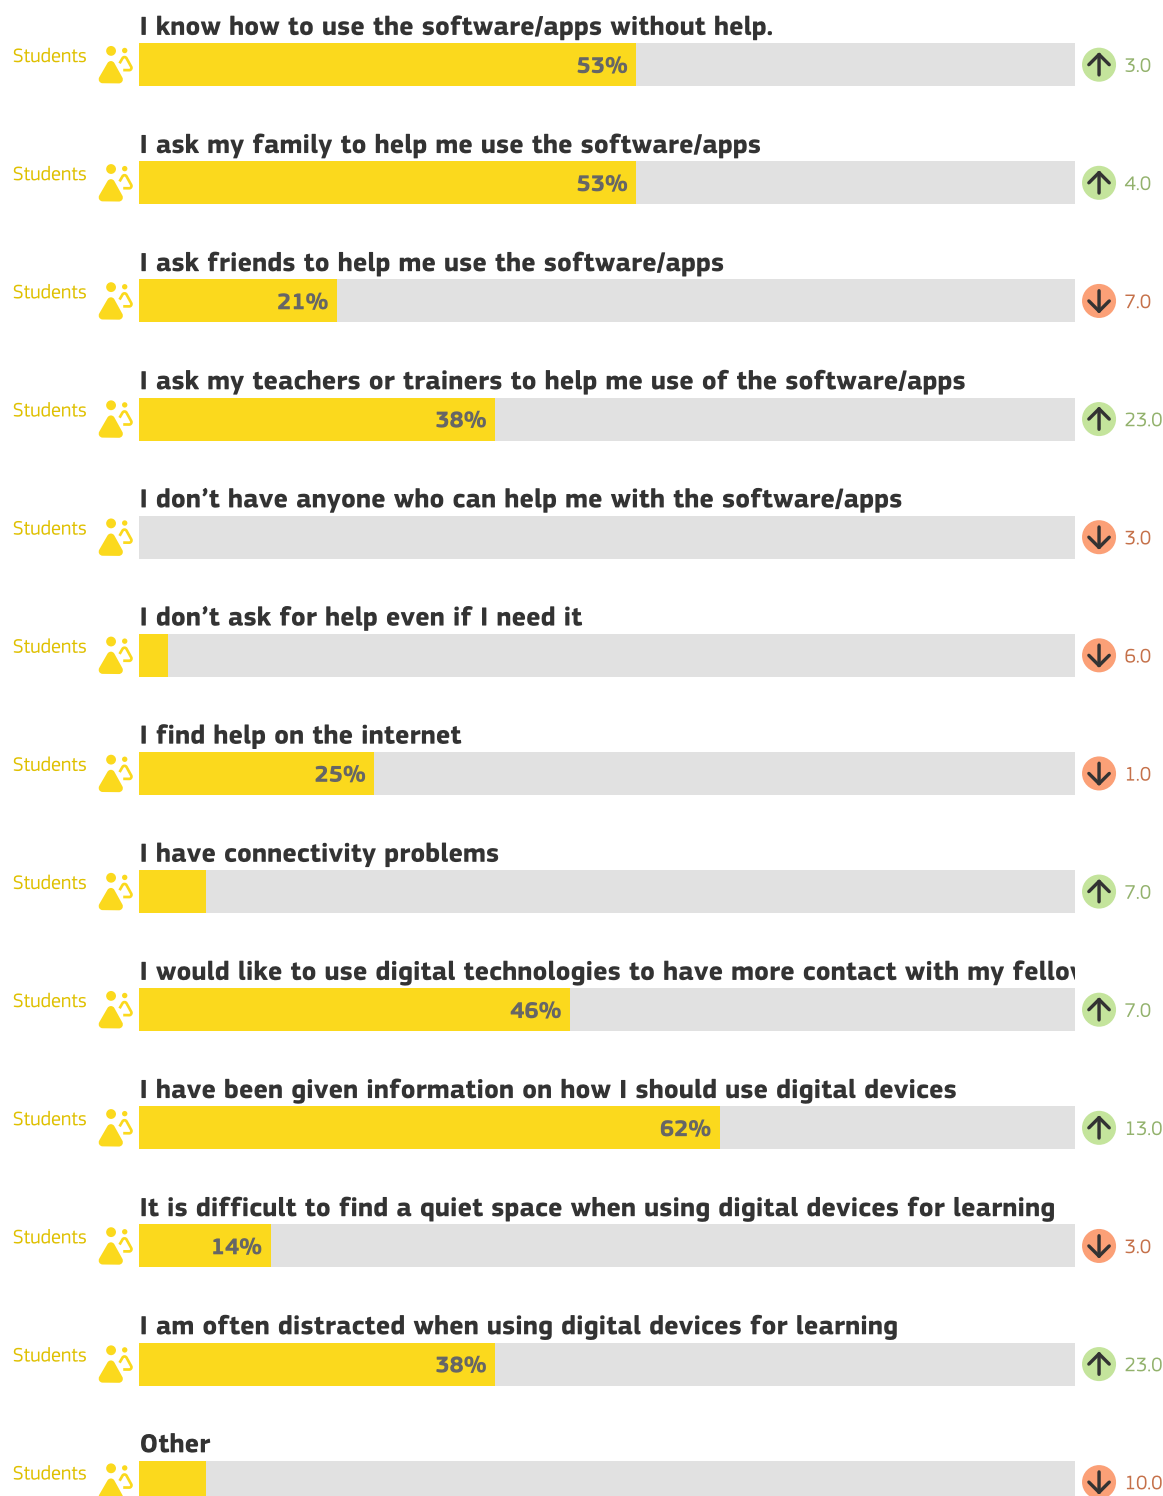 I know how to use the software/apps without help.
Students 53% 3.0
I ask my family to help me use the software/apps
Students 53% 4.0
I ask friends to help me use the software/apps
Students 21% 7.0
I ask my teachers or trainers to help me use of the software/apps
Students 38% 23.0
I don’t have anyone who can help me with the software/apps
Students 3.0
I don’t ask for help even if I need it
Students 6.0
I find help on the internet
Students 25% 1.0
I have connectivity problems
Students 7.0
I would like to use digital technologies to have more contact with my
Students 46% 7.0
I have been given information on how I should use digital devices
Students 62% 13.0
It is difficult to find a quiet space when using digital devices for learning
Students 14% 3.0
I am often distracted when using digital devices for learning
Students 38% 23.0
Other
Students 10.0